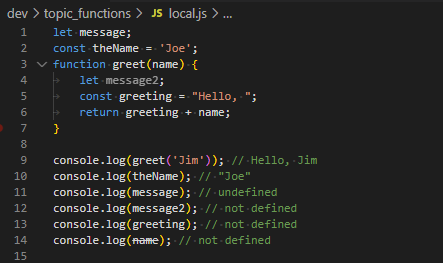 dev > topic_functions > JS local.js > ...
1 let message;
2 const theName = 'Joe';
3 function greet(name) {
4 let message2;
5 const greeting = "Hello, ";
6 return greeting + name;
7 }
8
9 console.log(greet('Jim')); // Hello, Jim
10 console.log(theName); // "Joe"
11 console.log(message); // undefined
12 console.log(message2); // not defined
13 console.log(greeting); // not defined
14 console.log(name); // not defined
15